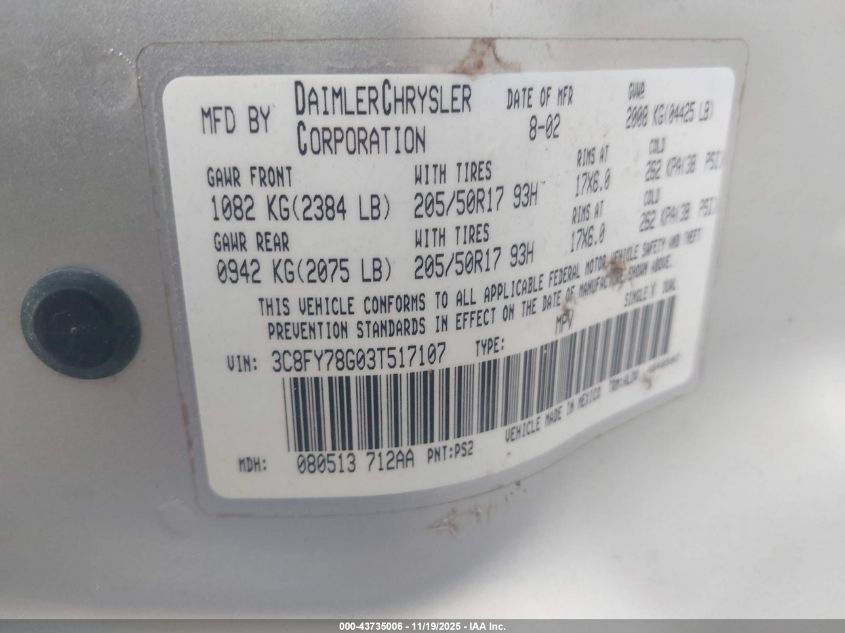 MFD BY DAIMLERCHRYSLER CORPORATION
DATE OF MFR 8-02
GVWR 2008 KG(04425 LB)
GAWR FRONT WITH TIRES RIMS AT COLD
1082 KG(2384 LB) 205/50R17 93H 17X6.0 262 KPA(38 PSI)
GAWR REAR WITH TIRES RIMS AT COLD
0942 KG(2075 LB) 205/50R17 93H 17X6.0 262 KPA(38 PSI)
THIS VEHICLE CONFORMS TO ALL APPLICABLE FEDERAL MOTOR VEHICLE SAFETY AND THEFT
PREVENTION STANDARDS IN EFFECT ON THE DATE OF MANUFACTURE SHOWN ABOVE.
VIN: 3C8FY78G03T517107 TYPE: MPV SINGLE X DUAL
MDH: 080513 712AA PNT:PS2 VEHICLE MADE IN MEXICO
000-43735006 - 11/19/2025 - IAA Inc.